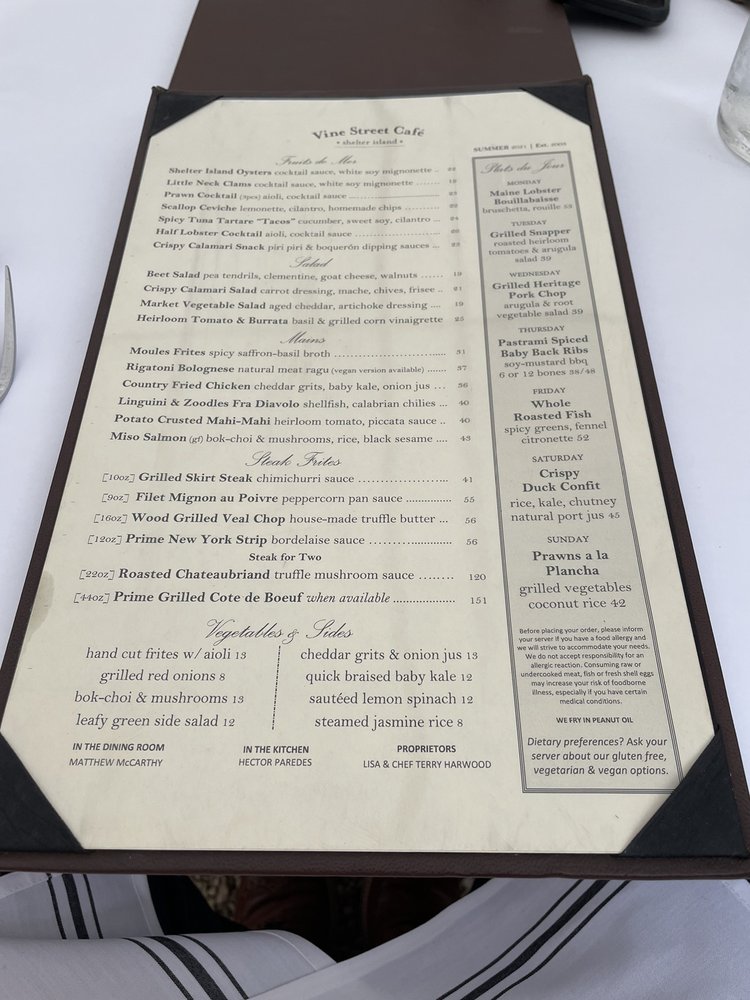 Vine Street Café
• shelter island •
SUMMER 2021 | Est. 2003
Fruits de Mer
Shelter Island Oysters cocktail sauce, white soy mignonette .. 22
Little Neck Clams cocktail sauce, white soy mignonette ....... 18
Prawn Cocktail (3pcs) aioli, cocktail sauce ........................
Scallop Ceviche lemonette, cilantro, homemade chips .......... 22
Spicy Tuna Tartare "Tacos" cucumber, sweet soy, cilantro ... 24
Half Lobster Cocktail aioli, cocktail sauce .....................
Crispy Calamari Snack piri piri & boquerón dipping sauces ... 22
Salad
Beet Salad pea tendrils, clementine, goat cheese, walnuts ...... 19
Crispy Calamari Salad carrot dressing, mache, chives, frisee .. 21
Market Vegetable Salad aged cheddar, artichoke dressing .... 19
Heirloom Tomato & Burrata basil & grilled corn vinaigrette 25
Mains
Moules Frites spicy saffron-basil broth .......................... 31
Rigatoni Bolognese natural meat ragu (vegan version available) ....... 37
Country Fried Chicken cheddar grits, baby kale, onion jus ... 36
Linguini & Zoodles Fra Diavolo shellfish, calabrian chilies ... 40
Potato Crusted Mahi-Mahi heirloom tomato, piccata sauce .. 40
Miso Salmon (gf) bok-choi & mushrooms, rice, black sesame .... 43
Steak Frites
[10oz] Grilled Skirt Steak chimichurri sauce ..................... 41
[9oz] Filet Mignon au Poivre peppercorn pan sauce ............... 55
[16oz] Wood Grilled Veal Chop house-made truffle butter ... 56
[12oz] Prime New York Strip bordelaise sauce ................... 56
Steak for Two
[22oz] Roasted Chateaubriand truffle mushroom sauce ........ 120
[44oz] Prime Grilled Cote de Boeuf when available .................... 151
Vegetables & Sides
hand cut frites w/ aioli 13
grilled red onions 8
bok-choi & mushrooms 13
leafy green side salad 12
cheddar grits & onion jus 13
quick braised baby kale 12
sautéed lemon spinach 12
steamed jasmine rice 8
IN THE DINING ROOM
MATTHEW McCARTHY
IN THE KITCHEN
HECTOR PAREDES
PROPRIETORS
LISA & CHEF TERRY HARWOOD
Plats du Jour
MONDAY
Maine Lobster
Bouillabaisse
bruschetta, rouille 53
TUESDAY
Grilled Snapper
roasted heirloom
tomatoes & arugula
salad 39
WEDNESDAY
Grilled Heritage
Pork Chop
arugula & root
vegetable salad 39
THURSDAY
Pastrami Spiced
Baby Back Ribs
soy-mustard bbq
6 or 12 bones 38/48
FRIDAY
Whole
Roasted Fish
spicy greens, fennel
citronette 52
SATURDAY
Crispy
Duck Confit
rice, kale, chutney
natural port jus 45
SUNDAY
Prawns a la
Plancha
grilled vegetables
coconut rice 42
Before placing your order, please inform
your server if you have a food allergy and
we will strive to accommodate your needs.
We do not accept responsibility for an
allergic reaction. Consuming raw or
undercooked meat, fish or fresh shell eggs
may increase your risk of foodborne
illness, especially if you have certain
medical conditions.
WE FRY IN PEANUT OIL
Dietary preferences? Ask your
server about our gluten free,
vegetarian & vegan options.